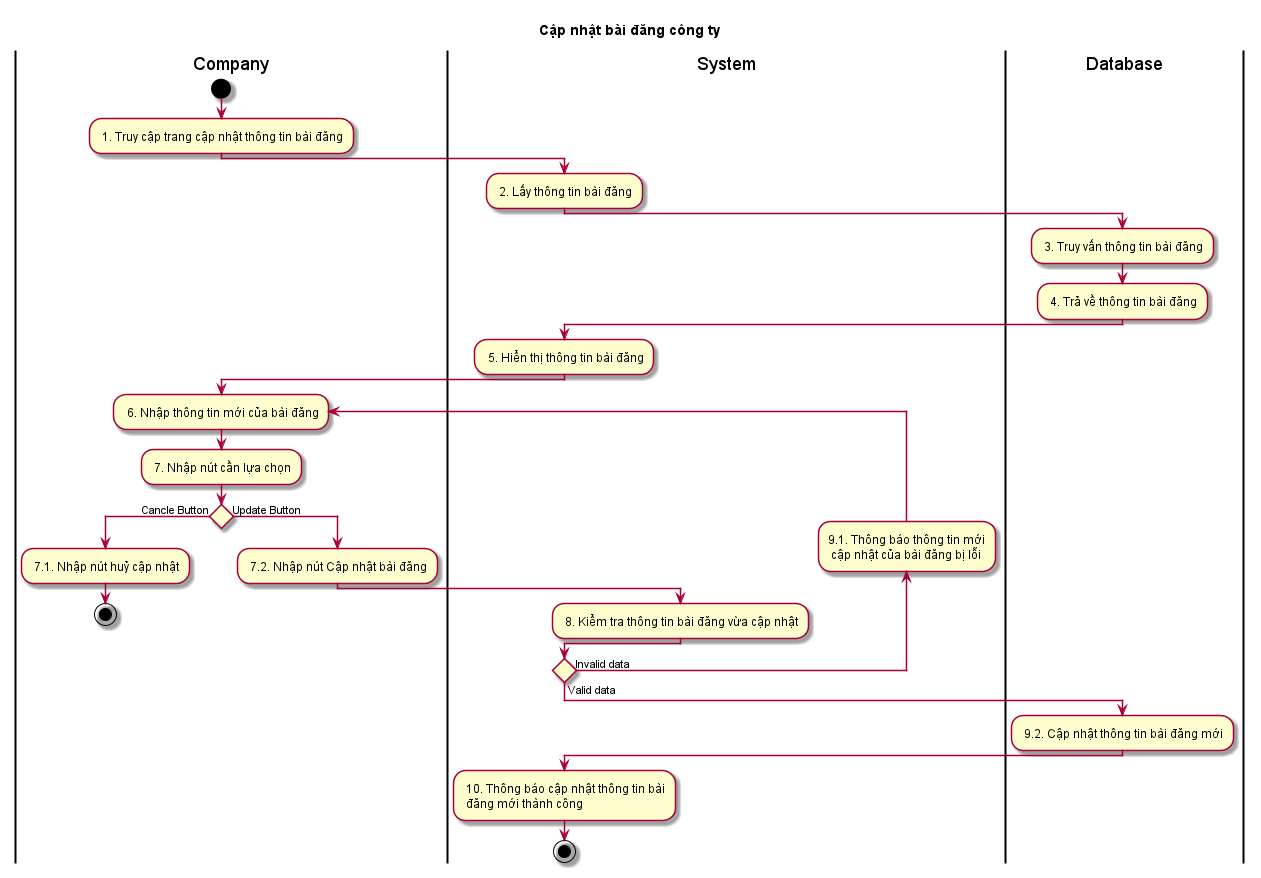 Cập nhật bài đăng công ty
Company
System
Database
1. Truy cập trang cập nhật thông tin bài đăng
2. Lấy thông tin bài đăng
3. Truy vấn thông tin bài đăng
4. Trả về thông tin bài đăng
5. Hiển thị thông tin bài đăng
6. Nhập thông tin mới của bài đăng
7. Nhập nút cần lựa chọn
Cancle Button
Update Button
7.1. Nhập nút huỷ cập nhật
7.2. Nhập nút Cập nhật bài đăng
9.1. Thông báo thông tin mới
cập nhật của bài đăng bị lỗi
8. Kiểm tra thông tin bài đăng vừa cập nhật
Invalid data
Valid data
9.2. Cập nhật thông tin bài đăng mới
10. Thông báo cập nhật thông tin bài
đăng mới thành công